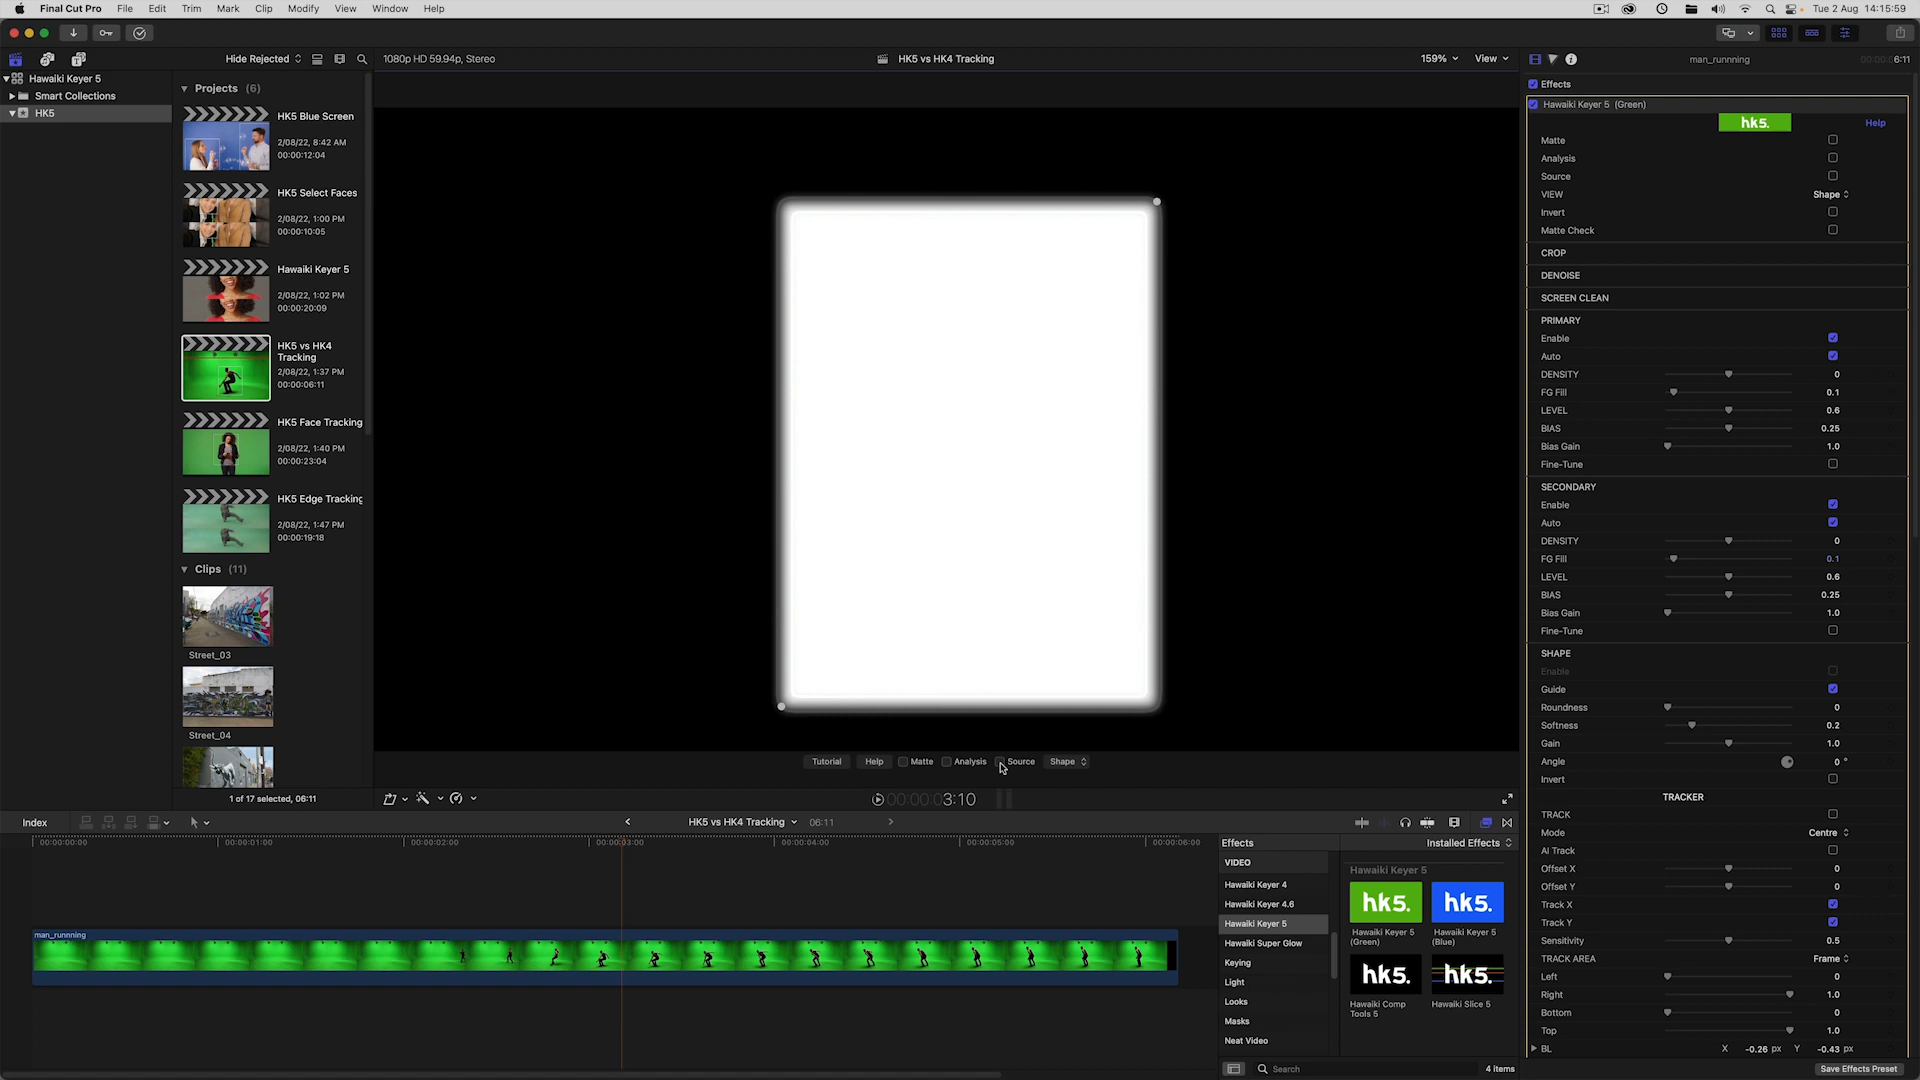 Final Cut Pro File Edit Trim Mark Clip Modify View Window Help
Tue 2 Aug 14:15:59
Hide Rejected
1080p HD 59.94p, Stereo
HK5 vs HK4 Tracking
159% View
man_runnning
6:11
Hawaiki Keyer 5
Smart Collections
HK5
Projects (6)
HK5 Blue Screen
2/08/22, 8:42 AM
00:00:12:04
HK5 Select Faces
2/08/22, 1:00 PM
00:00:10:05
Hawaiki Keyer 5
2/08/22, 1:02 PM
00:00:20:09
HK5 vs HK4
Tracking
2/08/22, 1:37 PM
00:00:06:11
HK5 Face Tracking
2/08/22, 1:40 PM
00:00:23:04
HK5 Edge Tracking
2/08/22, 1:47 PM
00:00:19:18
Clips (11)
Street_03
Street_04
1 of 17 selected, 06:11
Tutorial Help Matte Analysis Source Shape
00:00:03:10
Effects
Hawaiki Keyer 5 (Green)
hk5.
Help
Matte
Analysis
Source
VIEW Shape
Invert
Matte Check
CROP
DENOISE
SCREEN CLEAN
PRIMARY
Enable
Auto
DENSITY 0
FG Fill 0.1
LEVEL 0.6
BIAS 0.25
Bias Gain 1.0
Fine-Tune
SECONDARY
Enable
Auto
DENSITY 0
FG Fill 0.1
LEVEL 0.6
BIAS 0.25
Bias Gain 1.0
Fine-Tune
SHAPE
Enable
Guide
Roundness 0
Softness 0.2
Gain 1.0
Angle 0 °
Invert
TRACKER
TRACK
Mode Centre
AI Track
Offset X 0
Offset Y 0
Track X
Track Y
Sensitivity 0.5
TRACK AREA Frame
Left 0
Right 1.0
Bottom 0
Top 1.0
BL X -0.26 px Y -0.43 px
Save Effects Preset
Index
HK5 vs HK4 Tracking 06:11
00:00:00:00 00:00:01:00 00:00:02:00 00:00:03:00 00:00:04:00 00:00:05:00 00:00:06:00
man_runnning
Effects
Installed Effects
VIDEO
Hawaiki Keyer 4
Hawaiki Keyer 4.6
Hawaiki Keyer 5
Hawaiki Super Glow
Keying
Light
Looks
Masks
Neat Video
Hawaiki Keyer 5
hk5. hk5.
Hawaiki Keyer 5 Hawaiki Keyer 5
(Green) (Blue)
hk5. hk5.
Hawaiki Comp Hawaiki Slice 5
Tools 5
Search
4 items